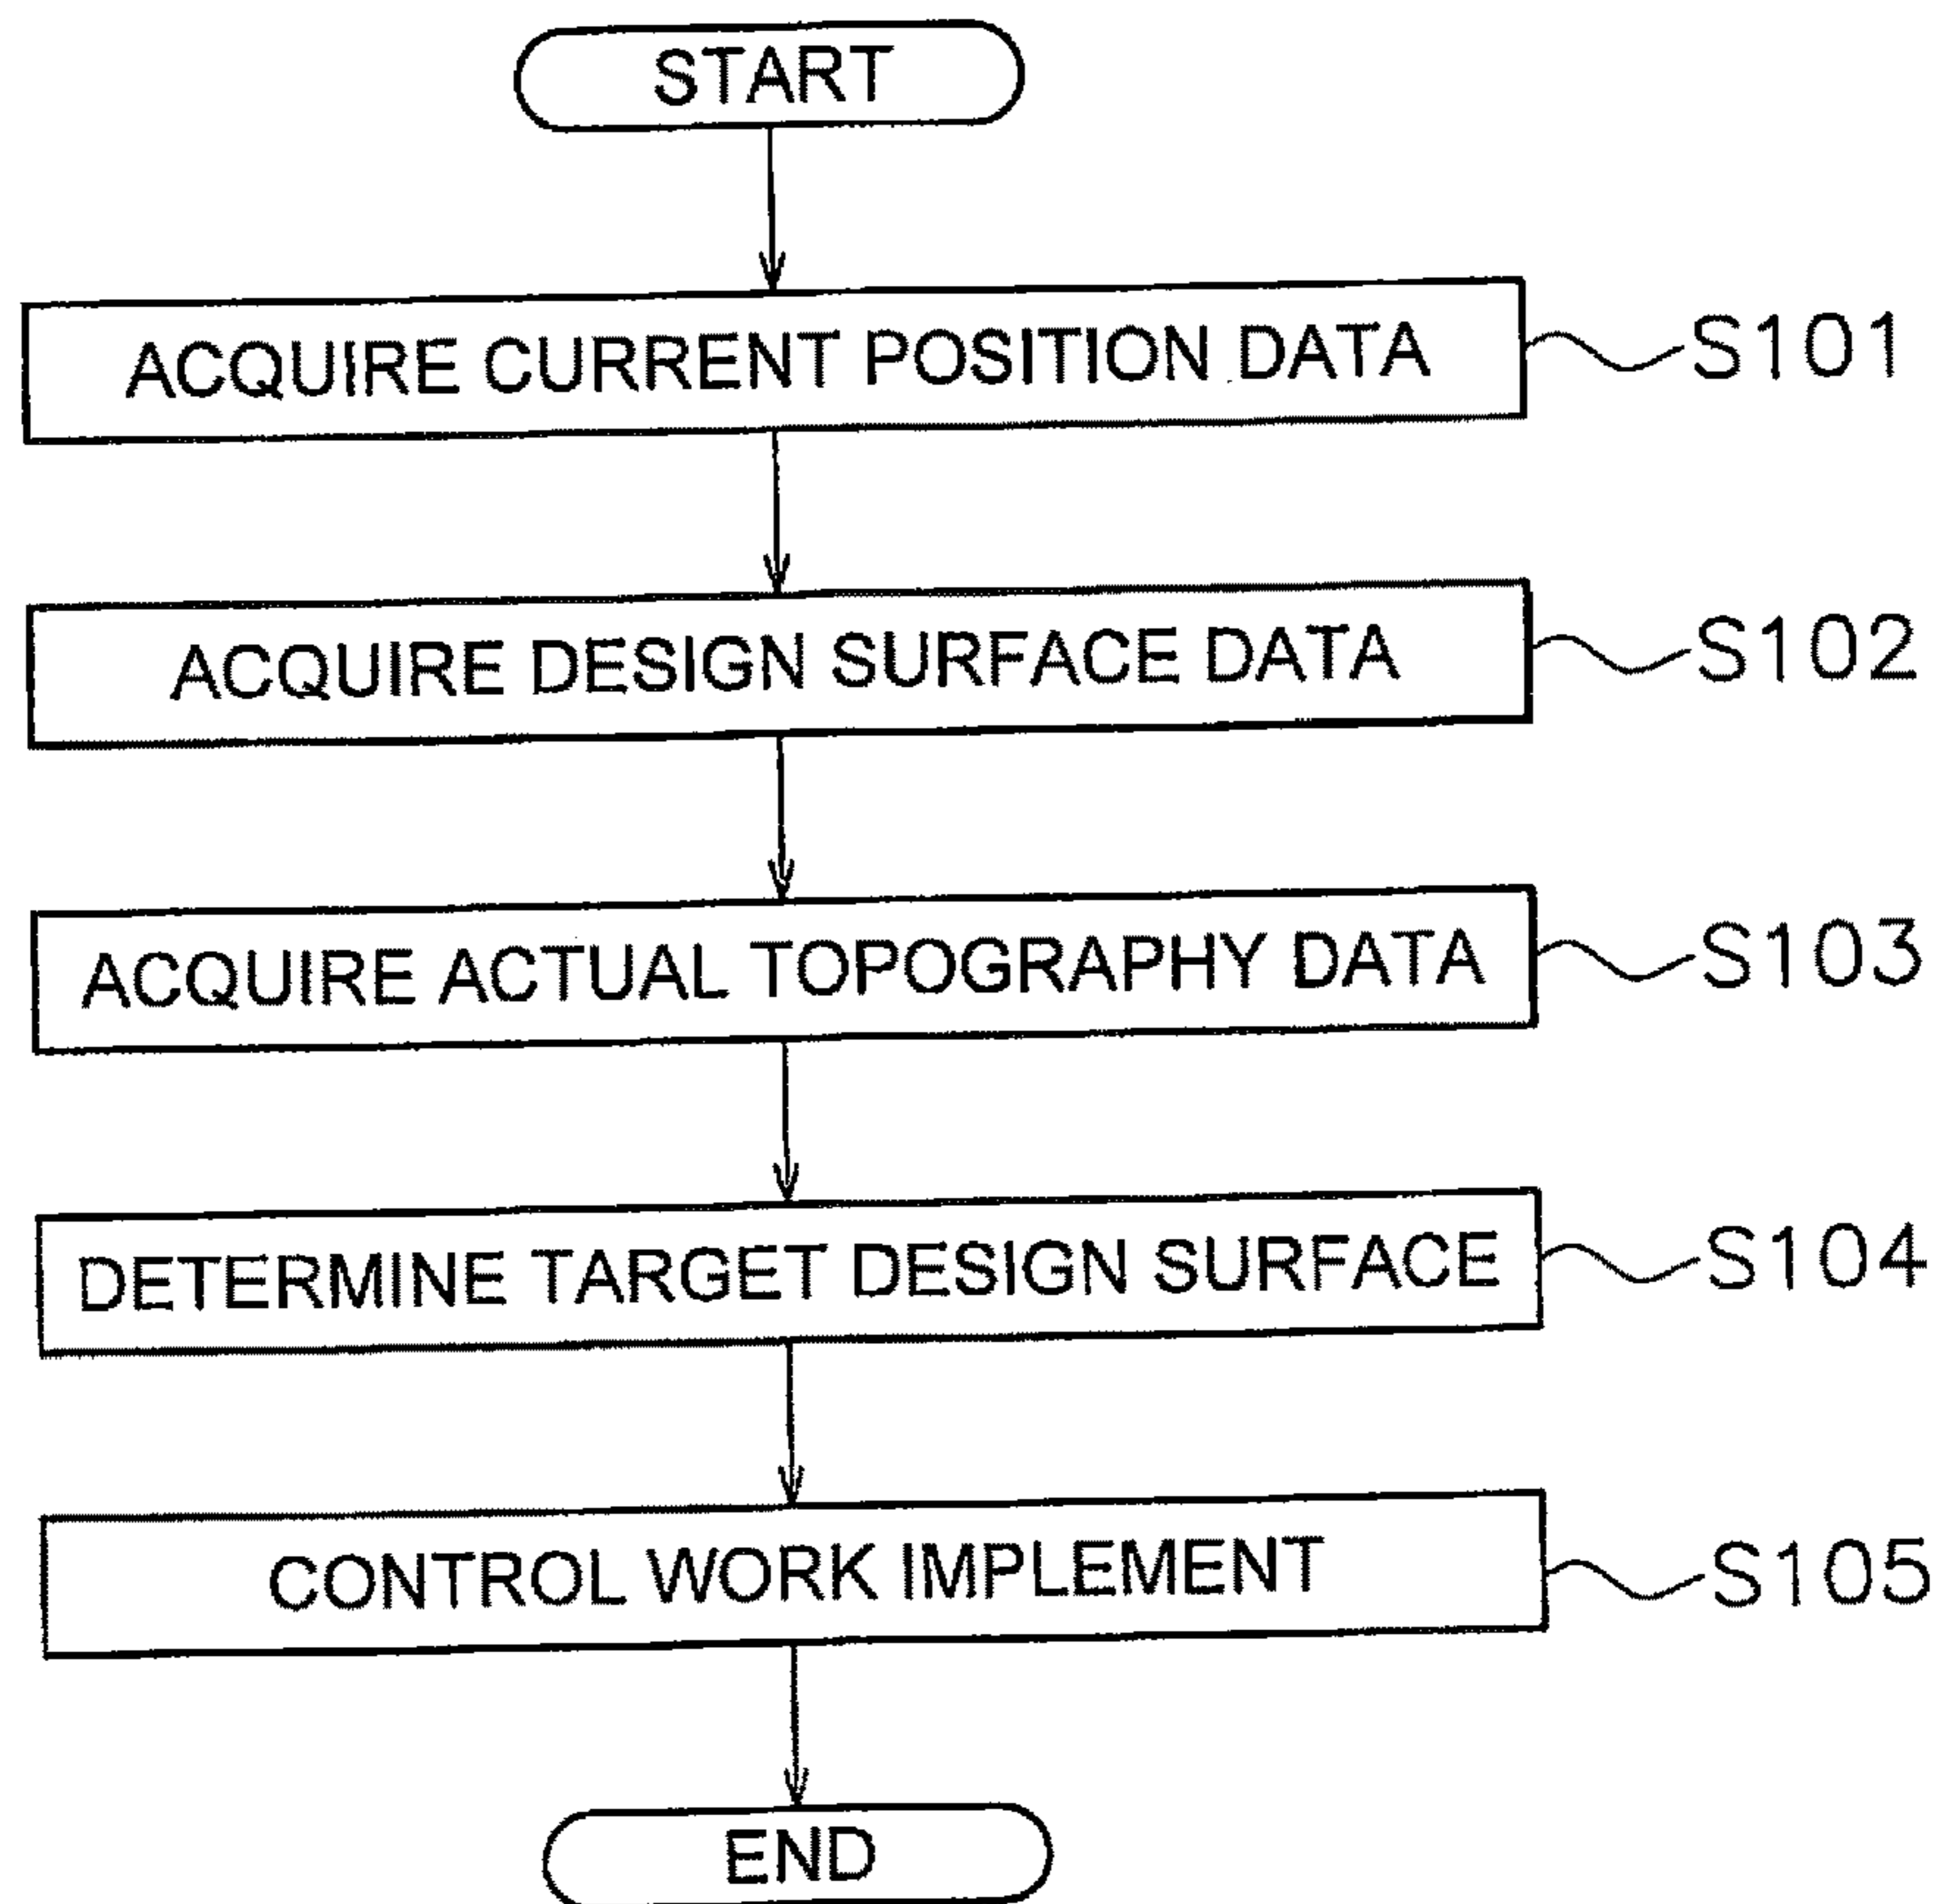 START
ACQUIRE CURRENT POSITION DATA S101
ACQUIRE DESIGN SURFACE DATA S102
ACQUIRE ACTUAL TOPOGRAPHY DATA S103
DETERMINE TARGET DESIGN SURFACE S104
CONTROL WORK IMPLEMENT S105
END